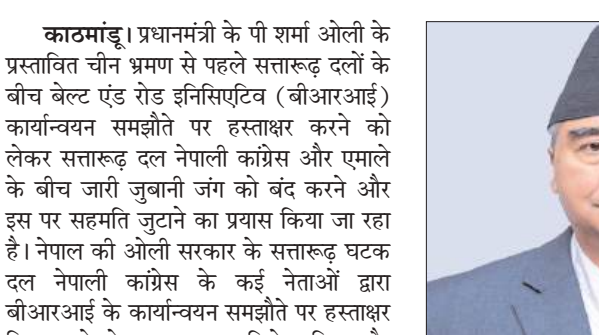 काठमांडू। प्रधानमंत्री के पी शर्मा ओली के
प्रस्तावित चीन भ्रमण से पहले सत्तारूढ़ दलों के
बीच बेल्ट एंड रोड इनिसिएटिव (बीआरआई)
कार्यान्वयन समझौते पर हस्ताक्षर करने को
लेकर सत्तारूढ़ दल नेपाली कांग्रेस और एमाले
के बीच जारी जुबानी जंग को बंद करने और
इस पर सहमति जुटाने का प्रयास किया जा रहा
है। नेपाल की ओली सरकार के सत्तारूढ़ घटक
दल नेपाली कांग्रेस के कई नेताओं द्वारा
बीआरआई के कार्यान्वयन समझौते पर हस्ताक्षर